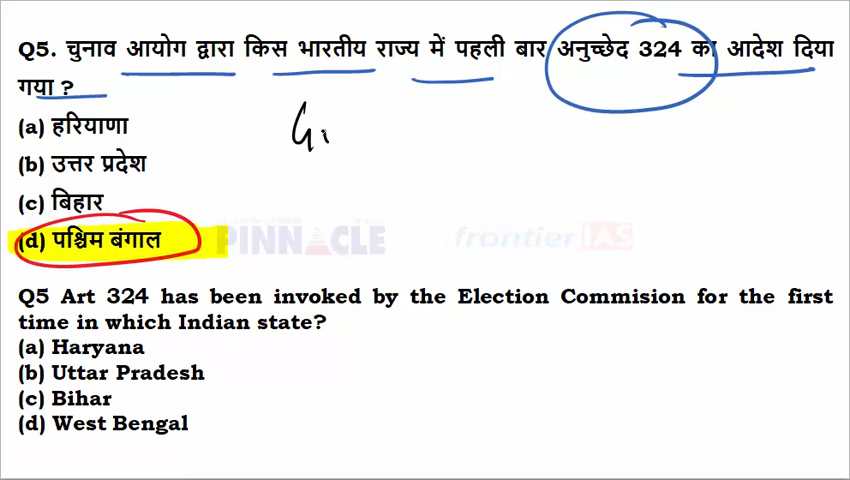 Q5. चुनाव आयोग द्वारा किस भारतीय राज्य में पहली बार अनुच्छेद 324 का आदेश दिया
गया ?
(a) हरियाणा
(b) उत्तर प्रदेश
(c) बिहार
(d) पश्चिम बंगाल
PINNACLE frontier IAS
Q5 Art 324 has been invoked by the Election Commision for the first
time in which Indian state?
(a) Haryana
(b) Uttar Pradesh
(c) Bihar
(d) West Bengal